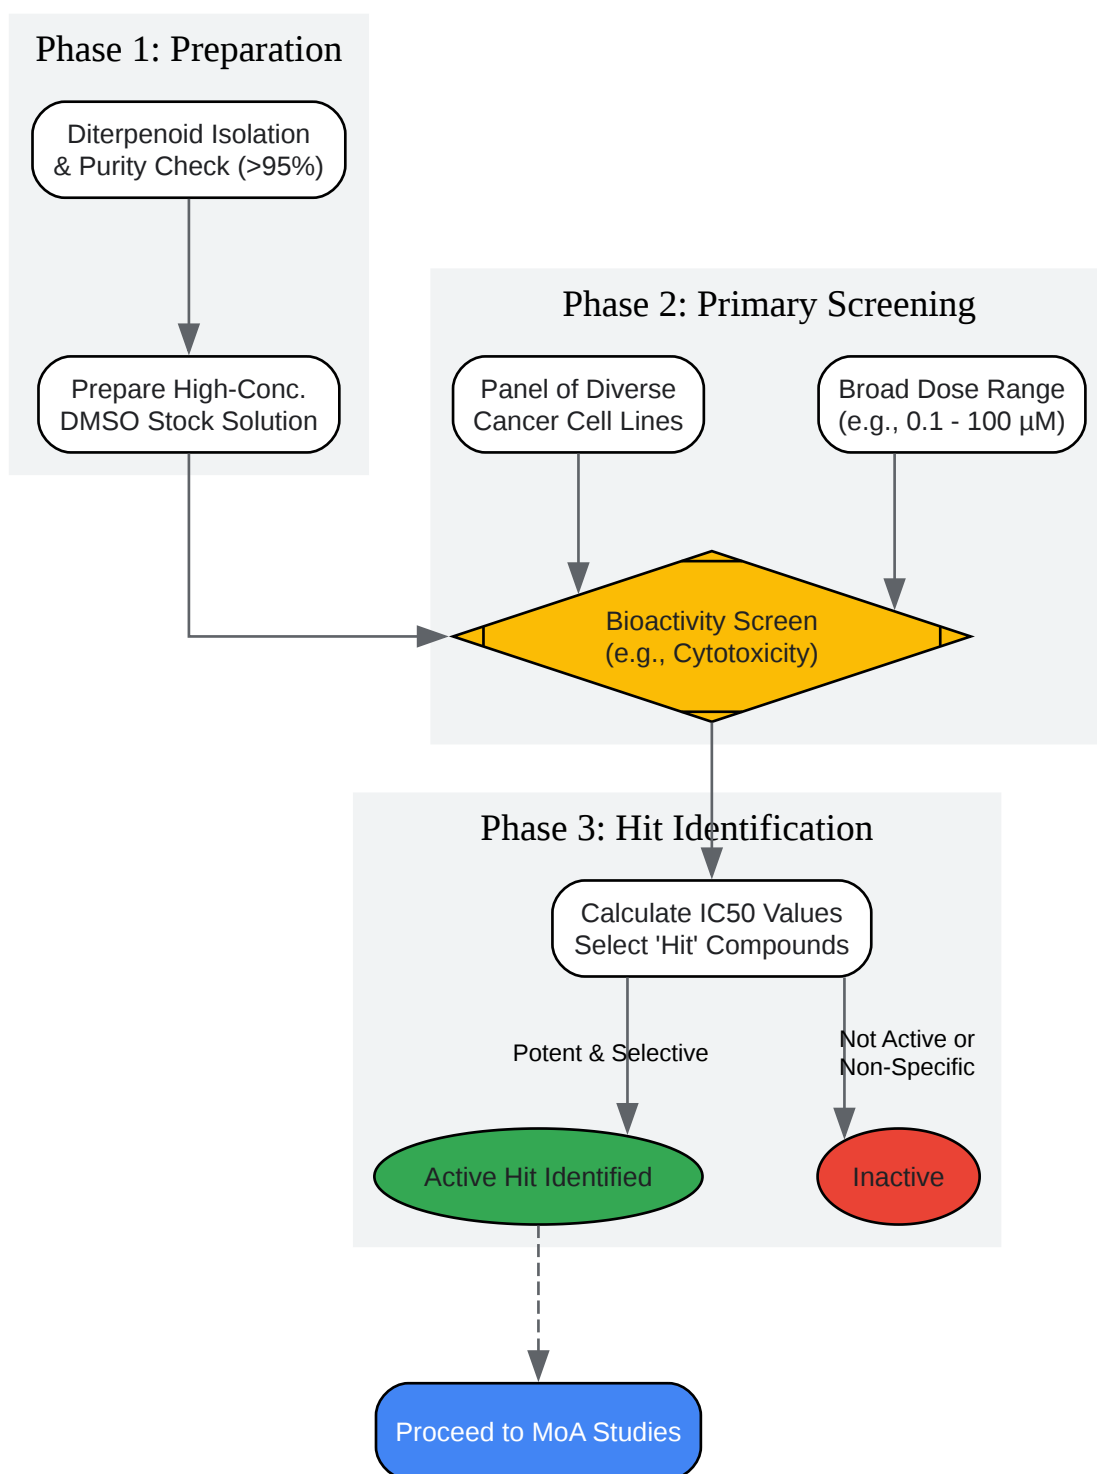 Phase 1: Preparation
Diterpenoid Isolation
& Purity Check (>95%)
Prepare High-Conc.
DMSO Stock Solution
Phase 2: Primary Screening
Panel of Diverse
Cancer Cell Lines
Broad Dose Range
(e.g., 0.1 - 100 µM)
Bioactivity Screen
(e.g., Cytotoxicity)
Phase 3: Hit Identification
Calculate IC50 Values
Select 'Hit' Compounds
Potent & Selective
Not Active or
Non-Specific
Active Hit Identified
Inactive
Proceed to MoA Studies